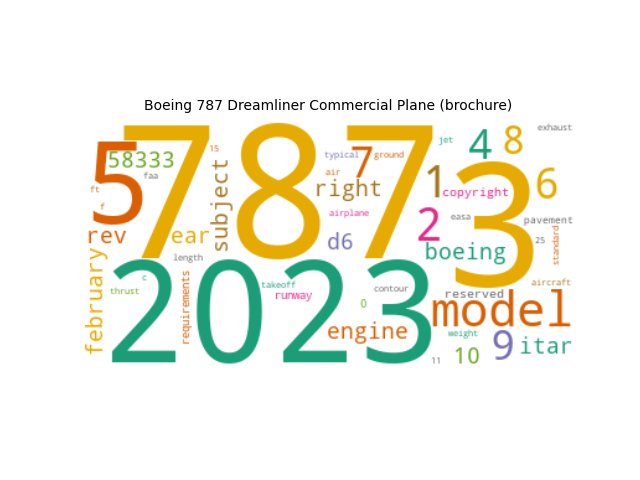 Boeing 787 Dreamliner Commercial Plane (brochure)
787
2023
5
3
model
58333
15
typical
ground
jet
4
8
exhaust
faa
subject
air
7
right
1
copyright
6
ft
f
airplane
2
easa
pavement
rev
ear
d6
boeing
25
standard
february
length
c
thrust
requirements
takeoff
runway
contour
0
reserved
aircraft
engine
weight
11
10
9
itar